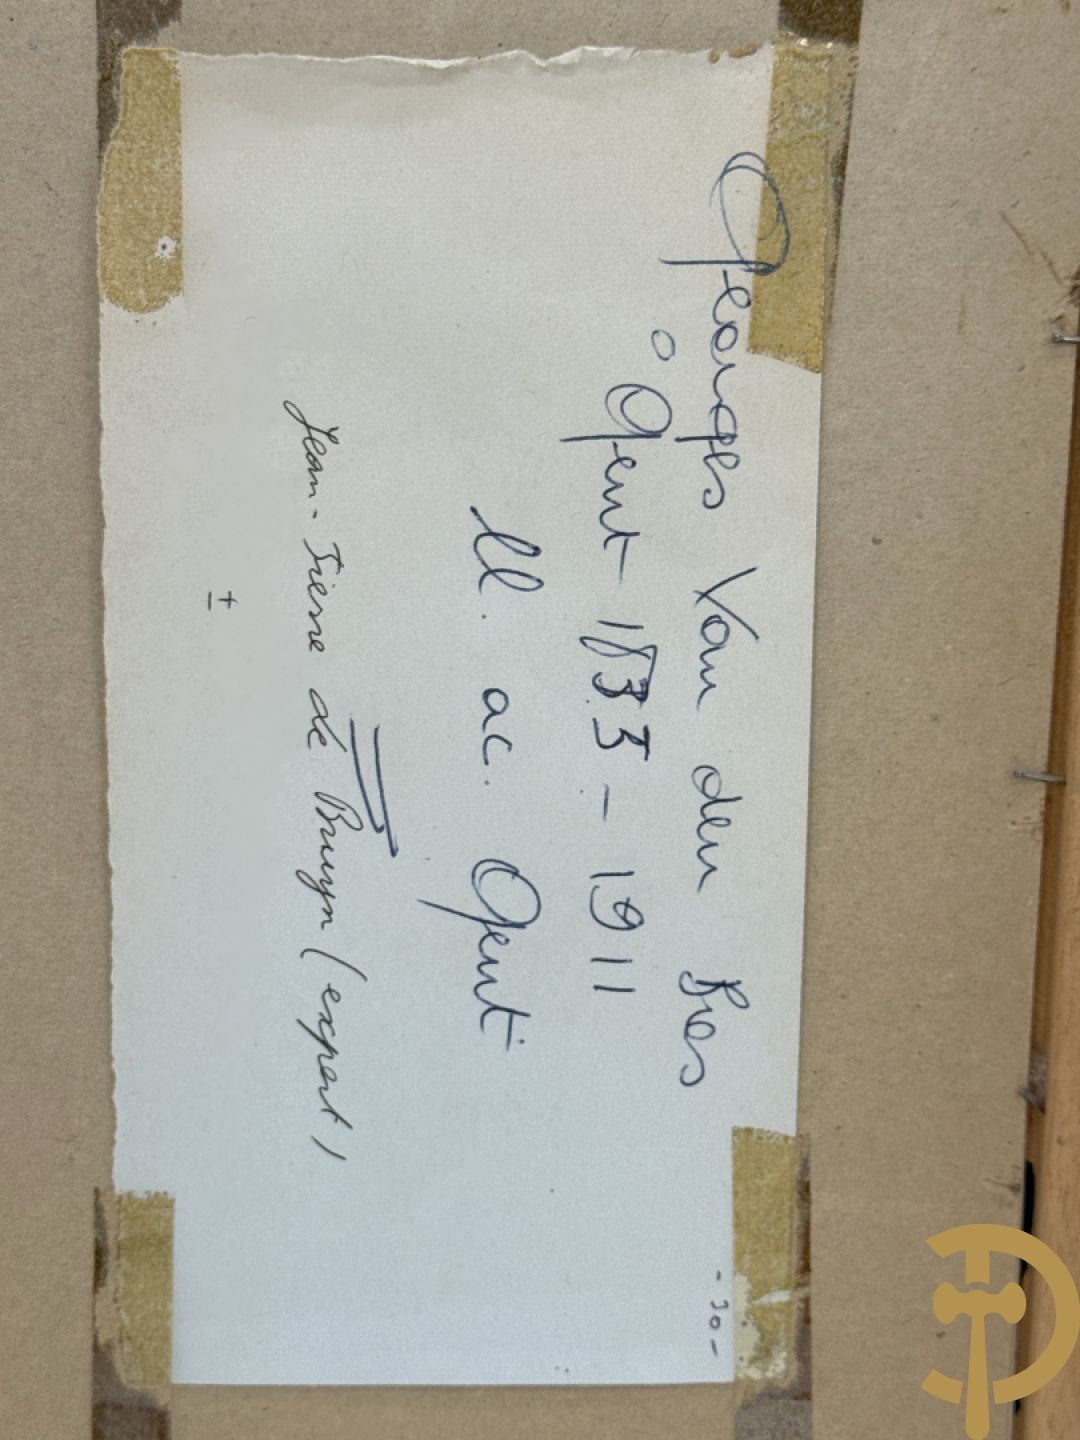 - 30 -
Georges Van den Bos
° Gent 1833 - 1911
ll. ac. Gent
Jean-Pierre de Bruyn (expert)
±